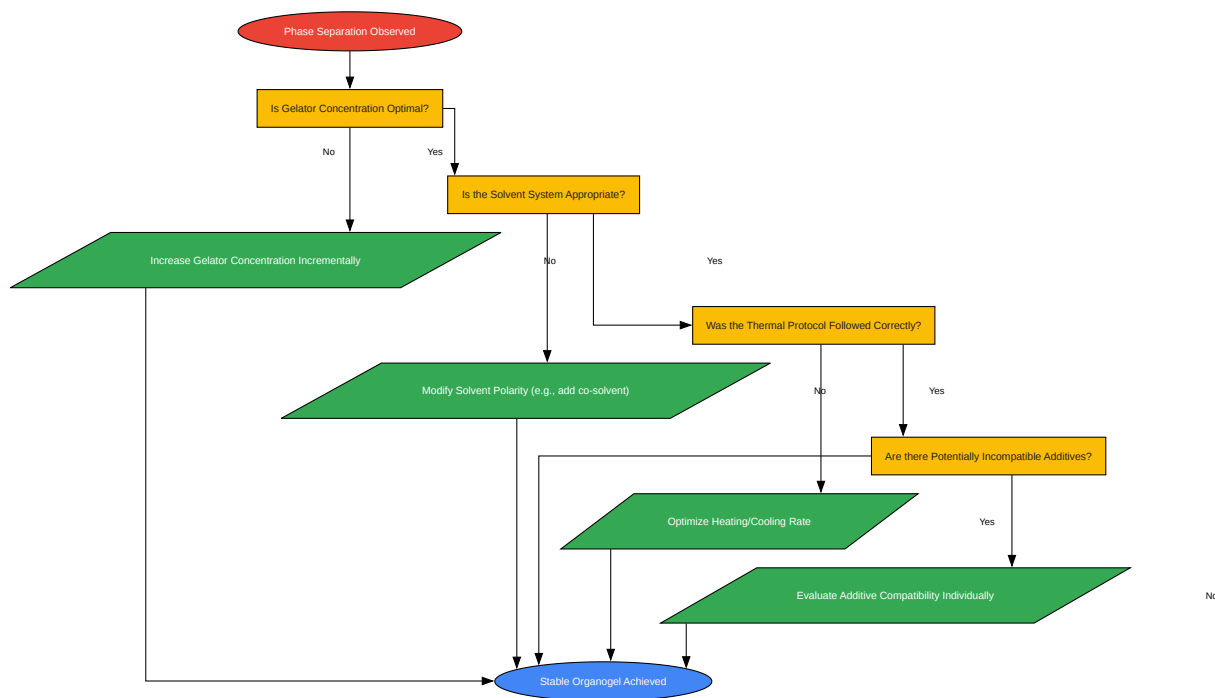 Phase Separation Observed
Is Gelator Concentration Optimal?
No
Yes
Is the Solvent System Appropriate?
Increase Gelator Concentration Incrementally
No
Yes
Was the Thermal Protocol Followed Correctly?
Modify Solvent Polarity (e.g., add co-solvent)
No
Yes
Are there Potentially Incompatible Additives?
Optimize Heating/Cooling Rate
Yes
Evaluate Additive Compatibility Individually
No
Stable Organogel Achieved